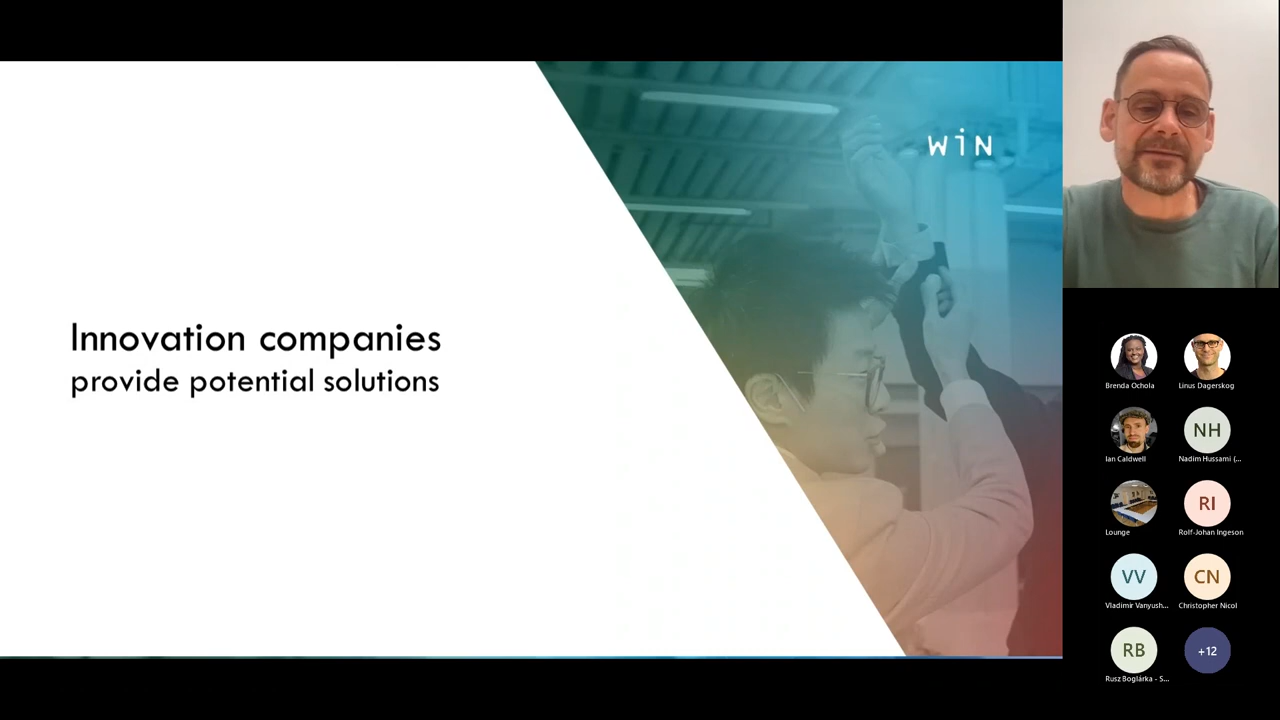 WiN
Innovation companies
provide potential solutions
Brenda Ochola
Linus Dagerskog
Ian Caldwell
NH
Nadim Hussami (...
Lounge
RI
Rolf-Johan Ingeson
VV
Vladimir Vanyush...
CN
Christopher Nicol
RB
Rusz Boglárka - S...
+12